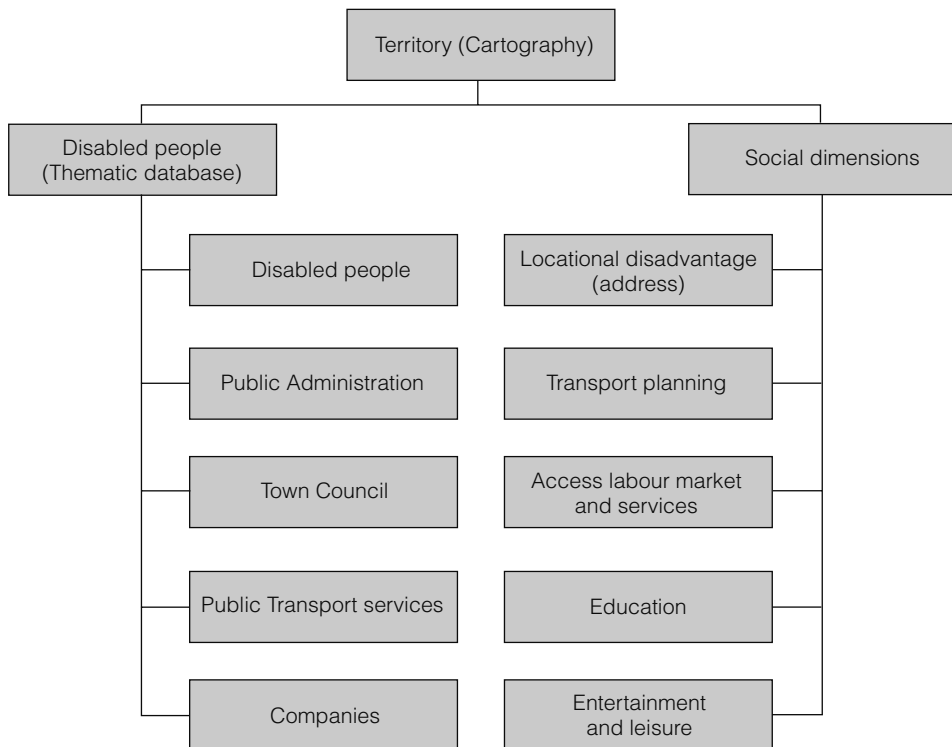 Territory (Cartography)
Disabled people
(Thematic database)
Social dimensions
Disabled people
Public Administration
Town Council
Public Transport services
Companies
Locational disadvantage
(address)
Transport planning
Access labour market
and services
Education
Entertainment
and leisure